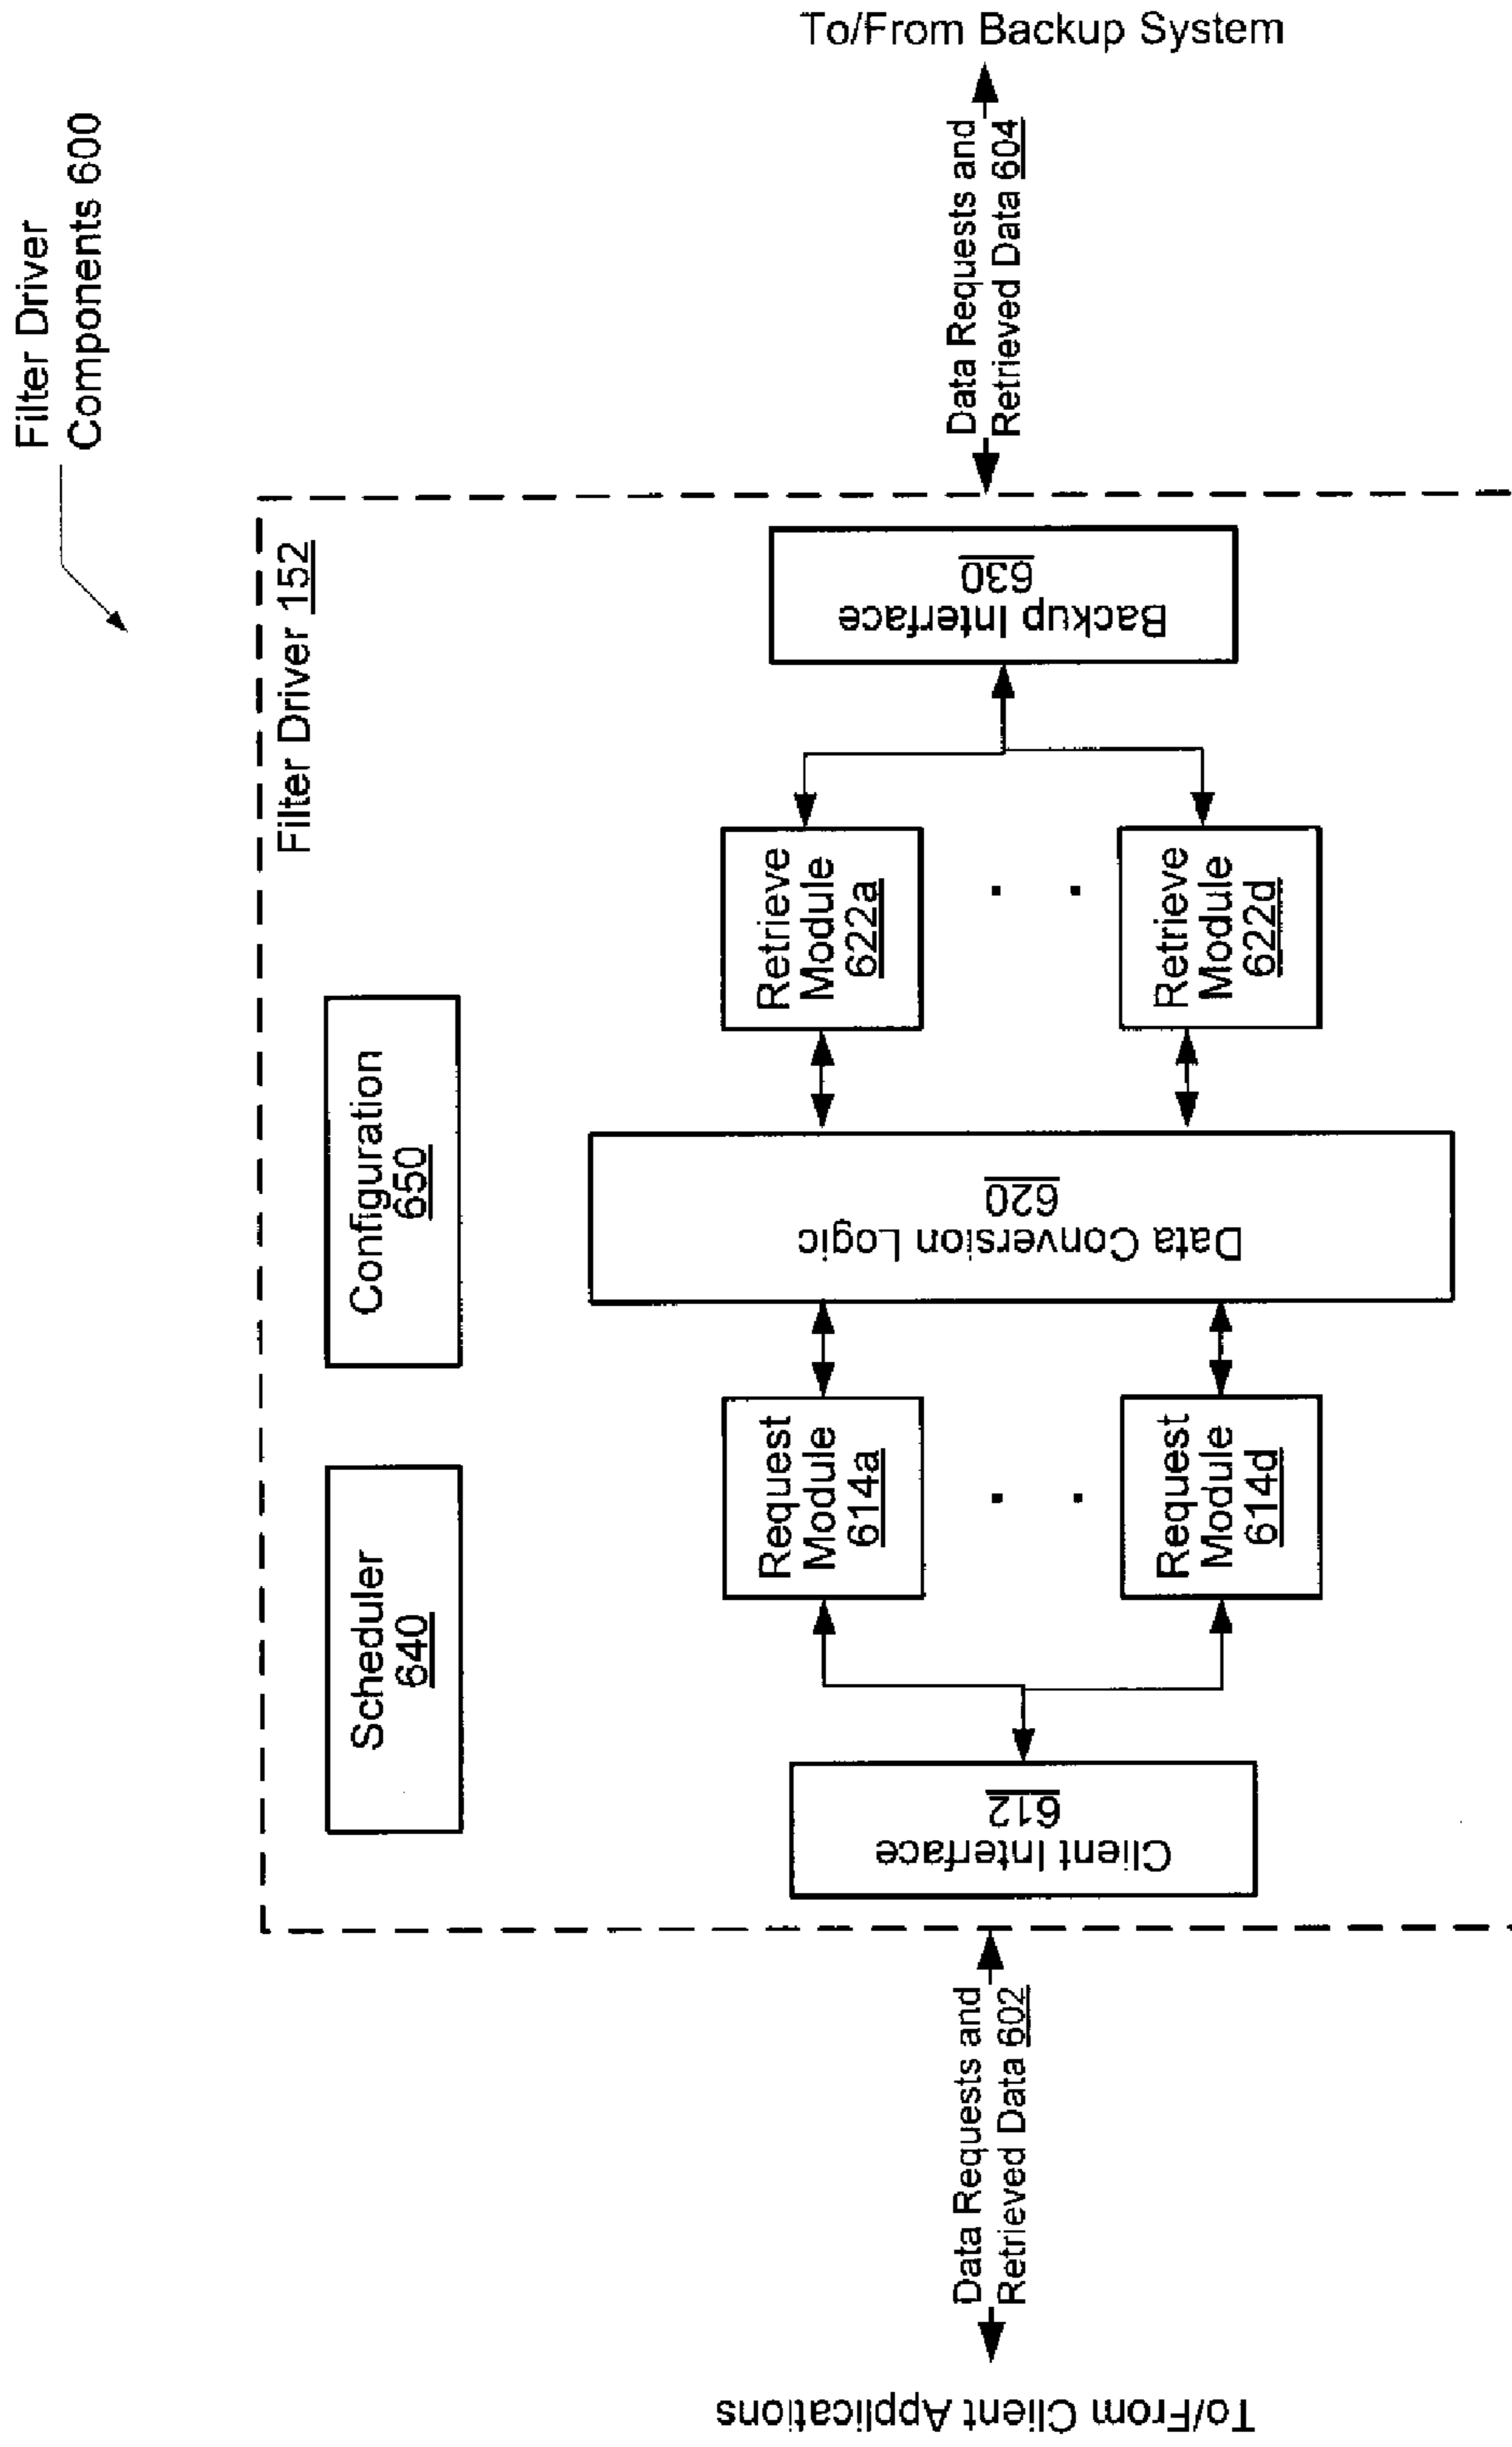 Filter Driver
Components 600
Filter Driver 152
Scheduler
640
Configuration
650
To/From Client Applications
Data Requests and
Retrieved Data 602
Client Interface
612
Request
Module
614a
Request
Module
614d
Data Conversion Logic
620
Retrieve
Module
622a
Retrieve
Module
622d
Backup Interface
630
Data Requests and
Retrieved Data 604
To/From Backup System